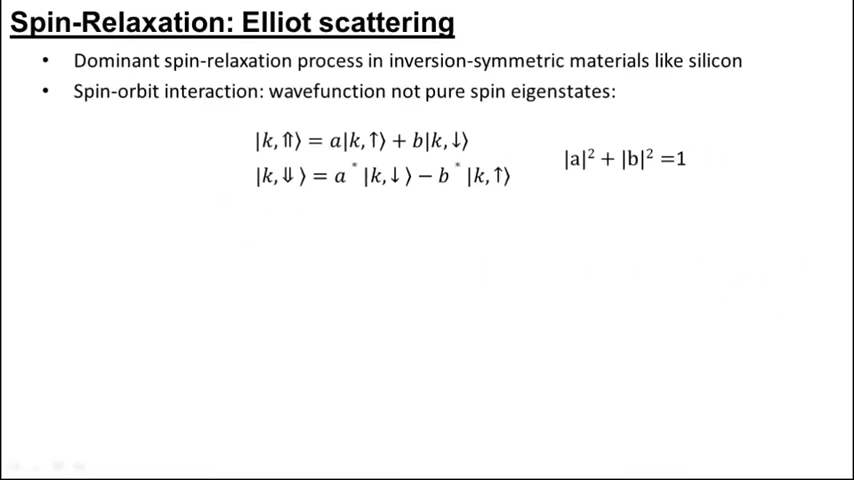 Spin-Relaxation: Elliot scattering
• Dominant spin-relaxation process in inversion-symmetric materials like silicon
• Spin-orbit interaction: wavefunction not pure spin eigenstates:
|k, ⇑⟩ = a|k, ↑⟩ + b|k, ↓⟩
|k, ⇓ ⟩ = a* |k, ↓ ⟩ − b* |k, ↑⟩
|a|² + |b|² =1